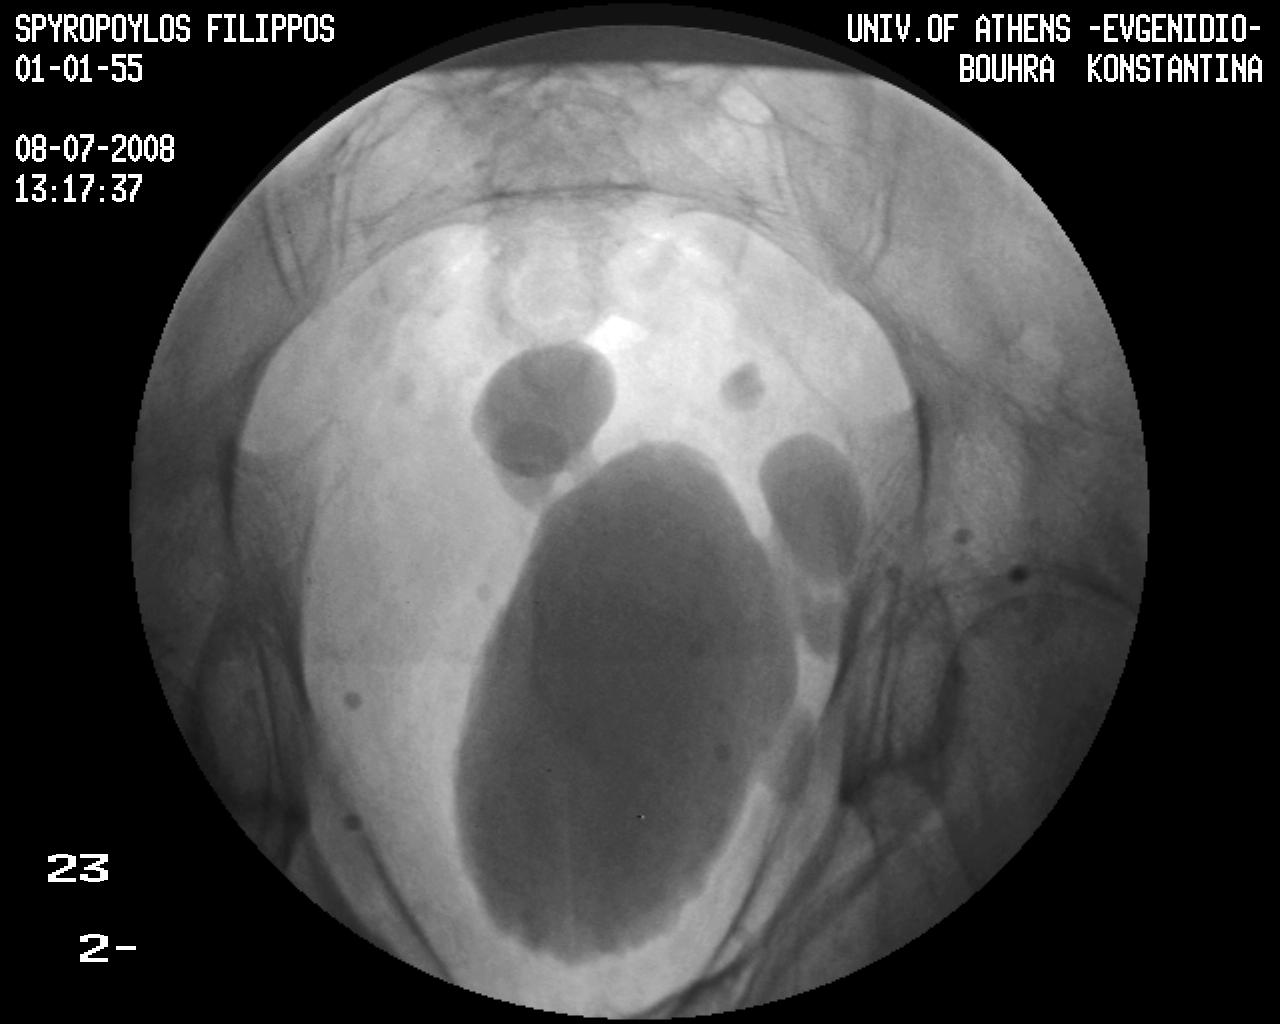 SPYROPOYLOS FILIPPOS
01-01-55
08-07-2008
13:17:37
UNIV.OF ATHENS -EVGENIDIO-
BOUHRA KONSTANTINA
23
2-